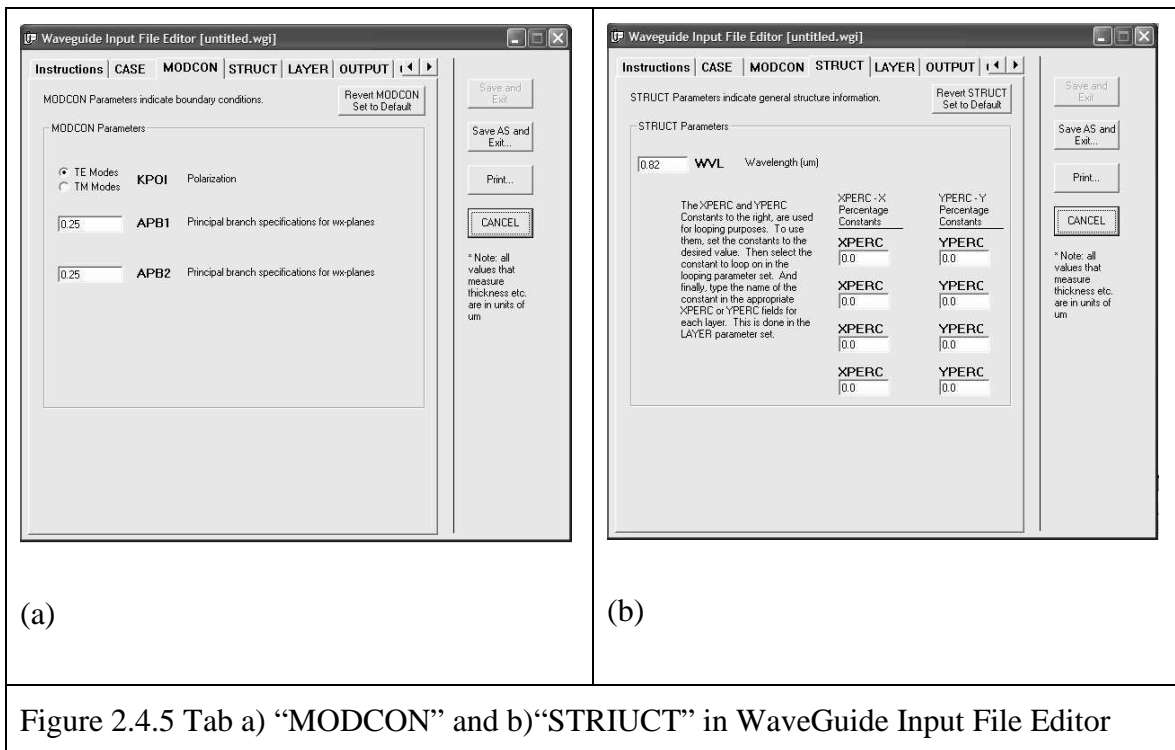 Waveguide Input File Editor [untitled.wgi]
Instructions CASE MODCON STRUCT LAYER OUTPUT
MODCON Parameters indicate boundary conditions.
Revert MODCON
Set to Default
MODCON Parameters
TE Modes
TM Modes
KPOI
Polarization
0.25 APB1 Principal branch specifications for wx-planes
0.25 APB2 Principal branch specifications for wx-planes
Save and
Exit
Save AS and
Exit...
Print...
CANCEL
* Note: all
values that
measure
thickness etc.
are in units of
um
(a)
Waveguide Input File Editor [untitled.wgi]
Instructions CASE MODCON STRUCT LAYER OUTPUT
STRUCT Parameters indicate general structure information.
Revert STRUCT
Set to Default
STRUCT Parameters
0.82 WVL Wavelength (um)
The XPERC and YPERC
Constants to the right, are used
for looping purposes. To use
them, set the constants to the
desired value. Then select the
constant to loop on in the
looping parameter set. And
finally, type the name of the
constant in the appropriate
XPERC or YPERC fields for
each layer. This is done in the
LAYER parameter set.
XPERC - X
Percentage
Constants
YPERC - Y
Percentage
Constants
XPERC YPERC
0.0 0.0
XPERC YPERC
0.0 0.0
XPERC YPERC
0.0 0.0
XPERC YPERC
0.0 0.0
Save and
Exit
Save AS and
Exit...
Print...
CANCEL
* Note: all
values that
measure
thickness etc.
are in units of
um
(b)
Figure 2.4.5 Tab a) “MODCON” and b)“STRIUCT” in WaveGuide Input File Editor